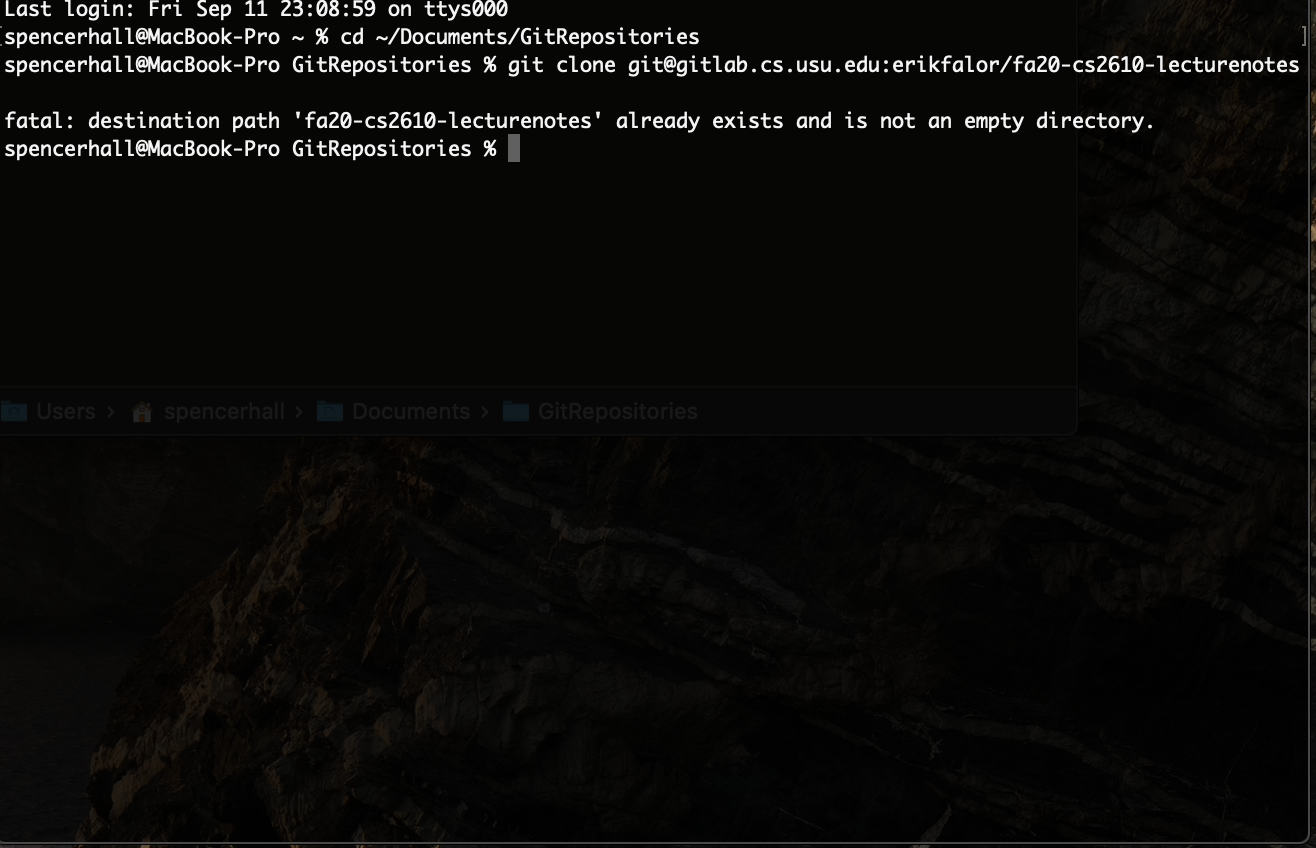 Last login: Fri Sep 11 23:08:59 on ttys000
[spencerhall@MacBook-Pro ~ % cd ~/Documents/GitRepositories ]
spencerhall@MacBook-Pro GitRepositories % git clone git@gitlab.cs.usu.edu:erikfalor/fa20-cs2610-lecturenotes
fatal: destination path 'fa20-cs2610-lecturenotes' already exists and is not an empty directory.
spencerhall@MacBook-Pro GitRepositories %
Users › spencerhall › Documents › GitRepositories